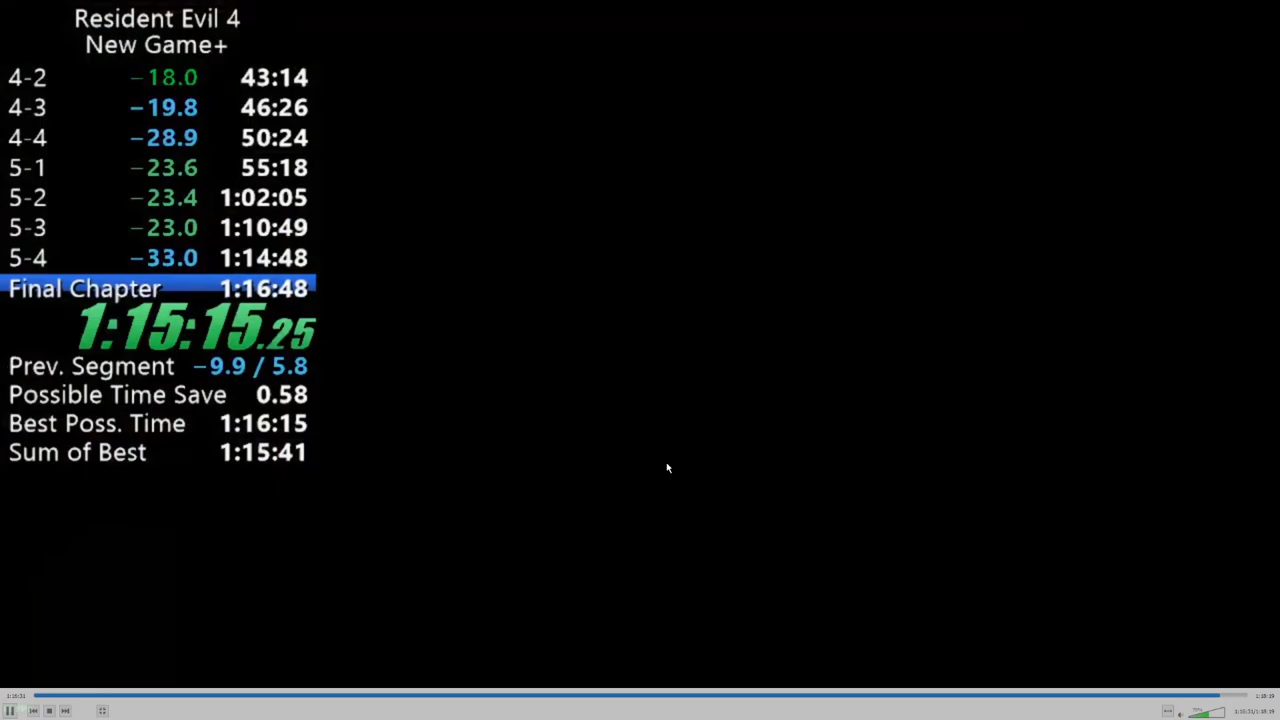 Resident Evil 4
New Game+
4-2 −18.0 43:14
4-3 −19.8 46:26
4-4 −28.9 50:24
5-1 −23.6 55:18
5-2 −23.4 1:02:05
5-3 −23.0 1:10:49
5-4 −33.0 1:14:48
Final Chapter 1:16:48
1:15:15.25
Prev. Segment −9.9 / 5.8
Possible Time Save 0.58
Best Poss. Time 1:16:15
Sum of Best 1:15:41